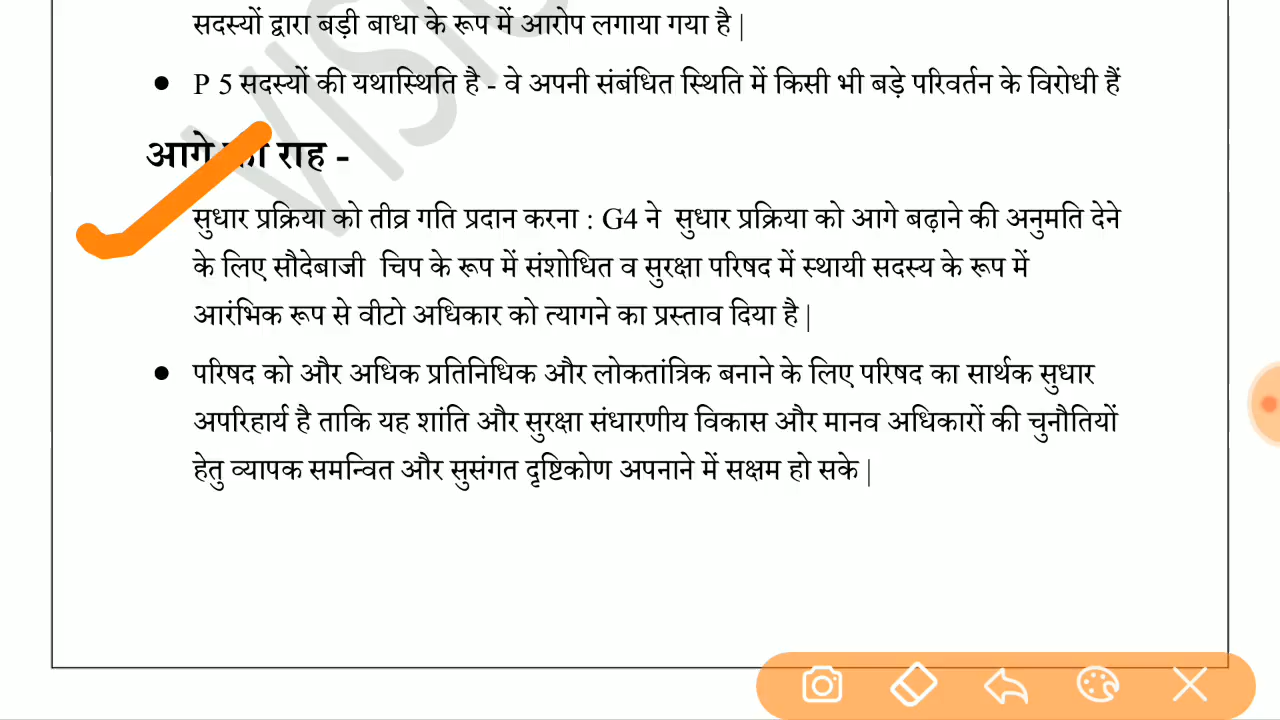 सदस्यों द्वारा बड़ी बाधा के रूप में आरोप लगाया गया है |
● P 5 सदस्यों की यथास्थिति है - वे अपनी संबंधित स्थिति में किसी भी बड़े परिवर्तन के विरोधी हैं
आगे की राह -
सुधार प्रक्रिया को तीव्र गति प्रदान करना : G4 ने सुधार प्रक्रिया को आगे बढ़ाने की अनुमति देने
के लिए सौदेबाजी चिप के रूप में संशोधित व सुरक्षा परिषद में स्थायी सदस्य के रूप में
आरंभिक रूप से वीटो अधिकार को त्यागने का प्रस्ताव दिया है |
● परिषद को और अधिक प्रतिनिधिक और लोकतांत्रिक बनाने के लिए परिषद का सार्थक सुधार
अपरिहार्य है ताकि यह शांति और सुरक्षा संधारणीय विकास और मानव अधिकारों की चुनौतियों
हेतु व्यापक समन्वित और सुसंगत दृष्टिकोण अपनाने में सक्षम हो सके |